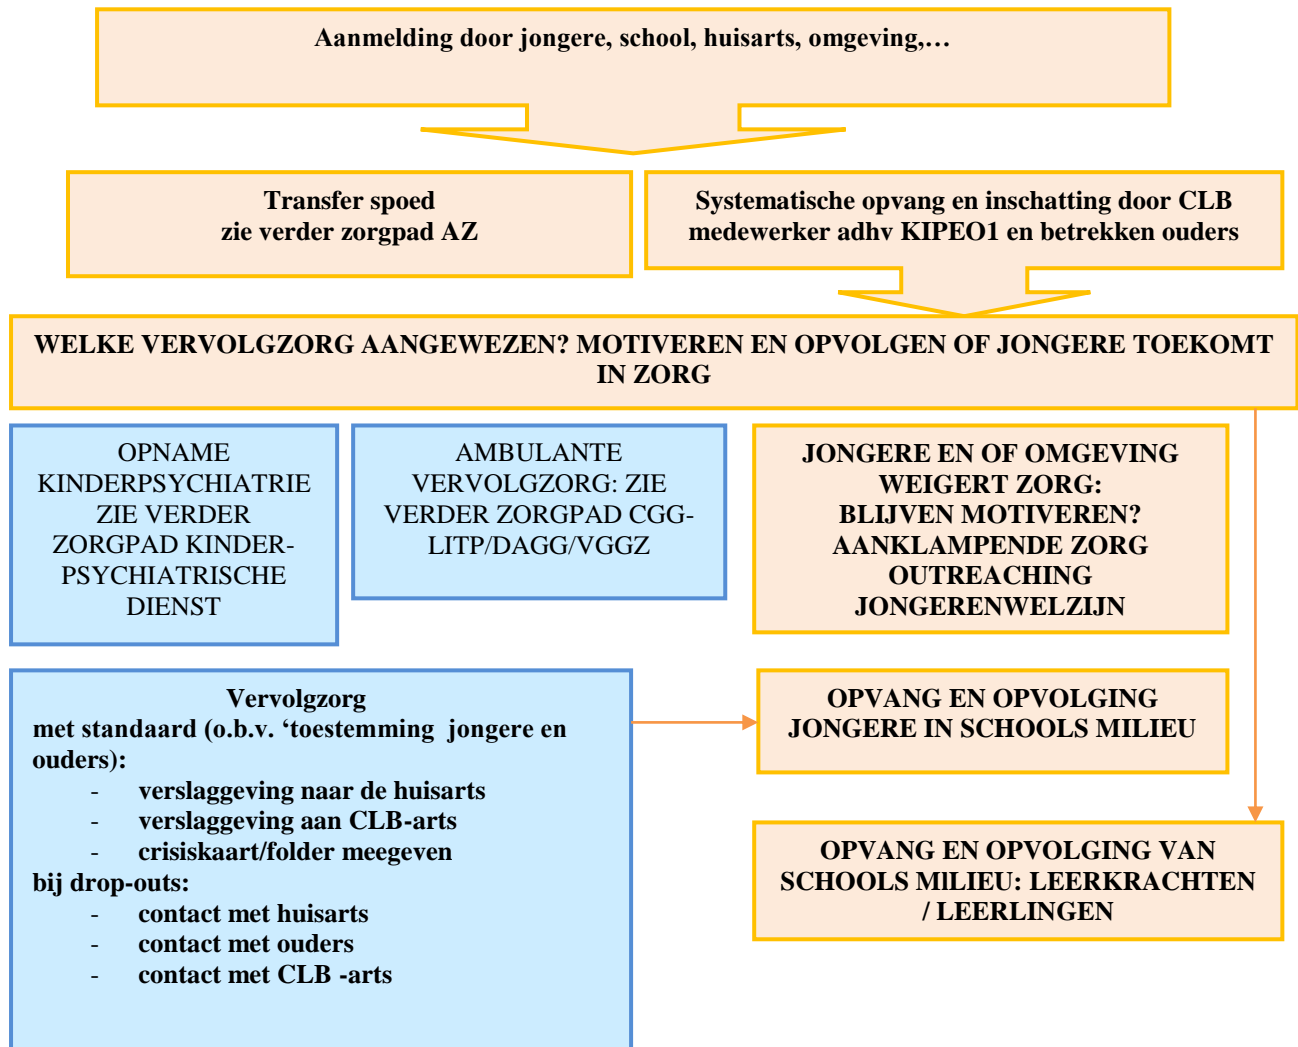 Aanmelding door jongere, school, huisarts, omgeving,…
Transfer spoed
zie verder zorgpad AZ
Systematische opvang en inschatting door CLB
medewerker adhv KIPEO1 en betrekken ouders
WELKE VERVOLGZORG AANGEWEZEN? MOTIVEREN EN OPVOLGEN OF JONGERE TOEKOMT
IN ZORG
OPNAME
KINDERPSYCHIATRIE
ZIE VERDER
ZORGPAD KINDER-
PSYCHIATRISCHE
DIENST
AMBULANTE
VERVOLGZORG: ZIE
VERDER ZORGPAD CGG-
LITP/DAGG/VGGZ
JONGERE EN OF OMGEVING
WEIGERT ZORG:
BLIJVEN MOTIVEREN?
AANKLAMPENDE ZORG
OUTREACHING
JONGERENWELZIJN
Vervolgzorg
met standaard (o.b.v. ‘toestemming jongere en
ouders):
- verslaggeving naar de huisarts
- verslaggeving aan CLB-arts
- crisiskaart/folder meegeven
bij drop-outs:
- contact met huisarts
- contact met ouders
- contact met CLB -arts
OPVANG EN OPVOLGING
JONGERE IN SCHOOLS MILIEU
OPVANG EN OPVOLGING VAN
SCHOOLS MILIEU: LEERKRACHTEN
/ LEERLINGEN